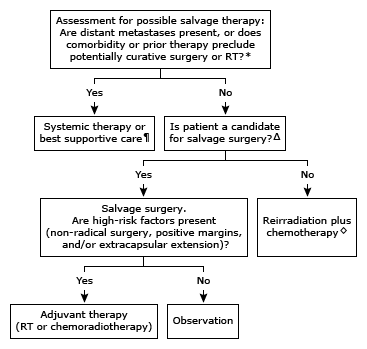 Assessment for possible salvage therapy:
Are distant metastases present, or does
comorbidity or prior therapy preclude
potentially curative surgery or RT?*
Yes
No
Systemic therapy or
best supportive care¶
Is patient a candidate
for salvage surgery?Δ
Yes
No
Salvage surgery.
Are high-risk factors present
(non-radical surgery, positive margins,
and/or extracapsular extension)?
Reirradiation plus
chemotherapy◇
Yes
No
Adjuvant therapy
(RT or chemoradiotherapy)
Observation